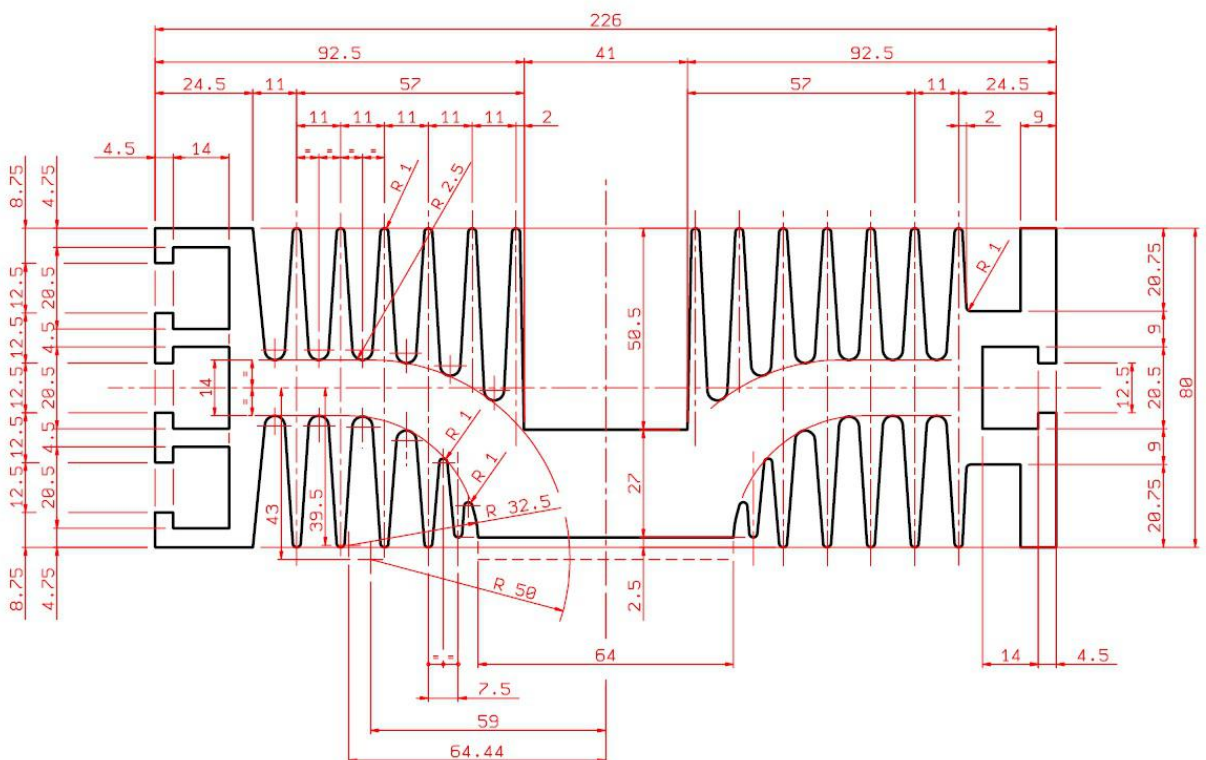 226
92.5 41 92.5
24.5 11 57 57 11 24.5
11 11 11 11 11 2 2 9
4.5 14 = = = =
R 1 R 2.5
8.75 4.75
12.5 20.5 50.5 R 1 20.75
12.5 4.5 9
12.5 20.5 14 = = 12.5 20.5 80
12.5 4.5 R 1 9
12.5 20.5 43 39.5 R 1 R 32.5 27 20.75
8.75 4.75 R 50 2.5
= = 64 14 4.5
7.5
59
64.44